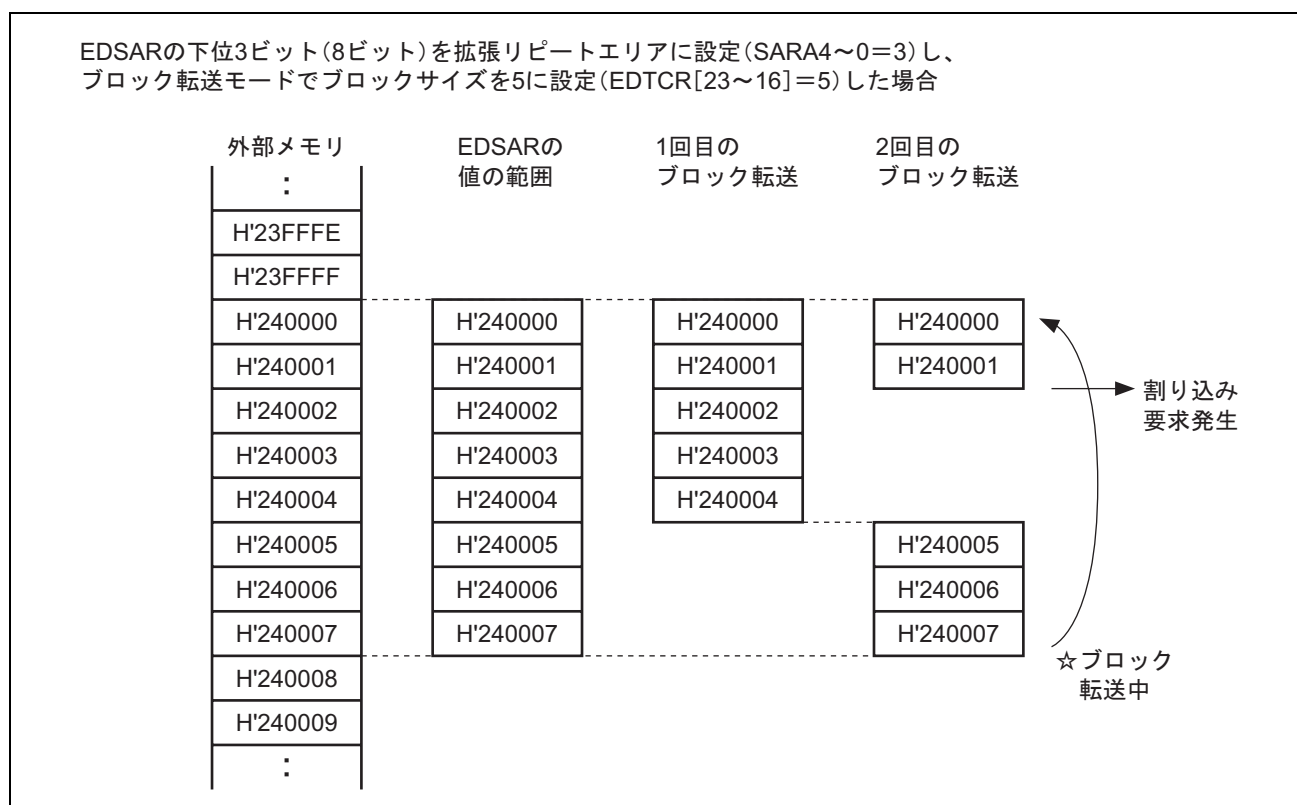 EDSARの下位3ビット(8ビット)を拡張リピートエリアに設定(SARA4～0=3)し、
ブロック転送モードでブロックサイズを5に設定(EDTCR[23～16]=5)した場合
外部メモリ
:
H'23FFFE
H'23FFFF
H'240000
H'240001
H'240002
H'240003
H'240004
H'240005
H'240006
H'240007
H'240008
H'240009
:
EDSARの
値の範囲
H'240000
H'240001
H'240002
H'240003
H'240004
H'240005
H'240006
H'240007
1回目の
ブロック転送
H'240000
H'240001
H'240002
H'240003
H'240004
2回目の
ブロック転送
H'240000
H'240001
H'240005
H'240006
H'240007
割り込み
要求発生
☆ブロック
転送中